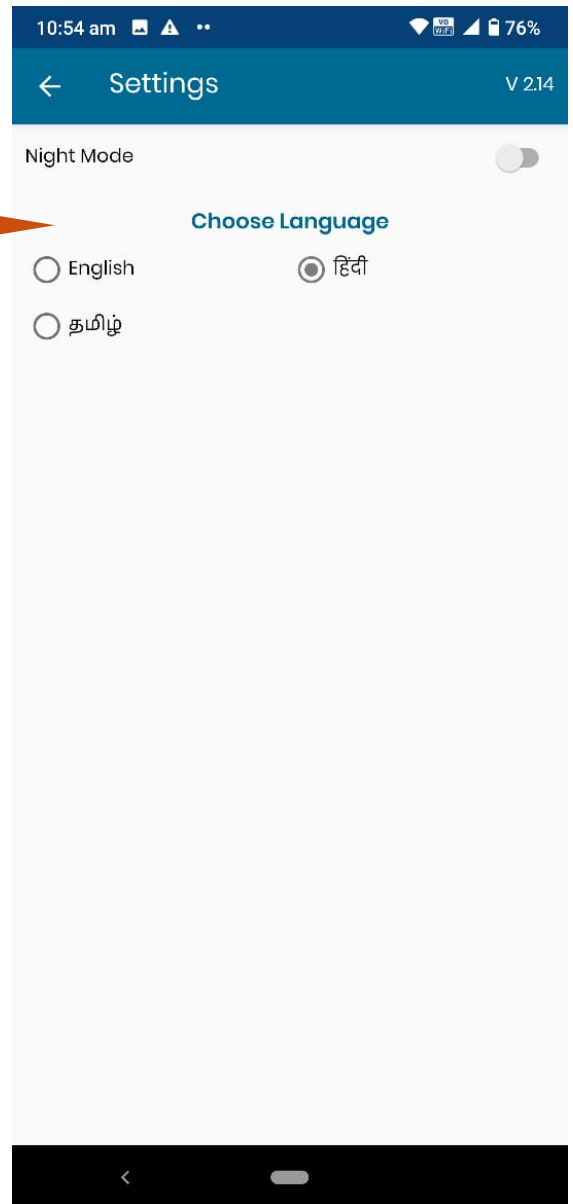 10:54 am 76%
Settings V 2.14
Night Mode
Choose Language
English हिंदी
தமிழ்